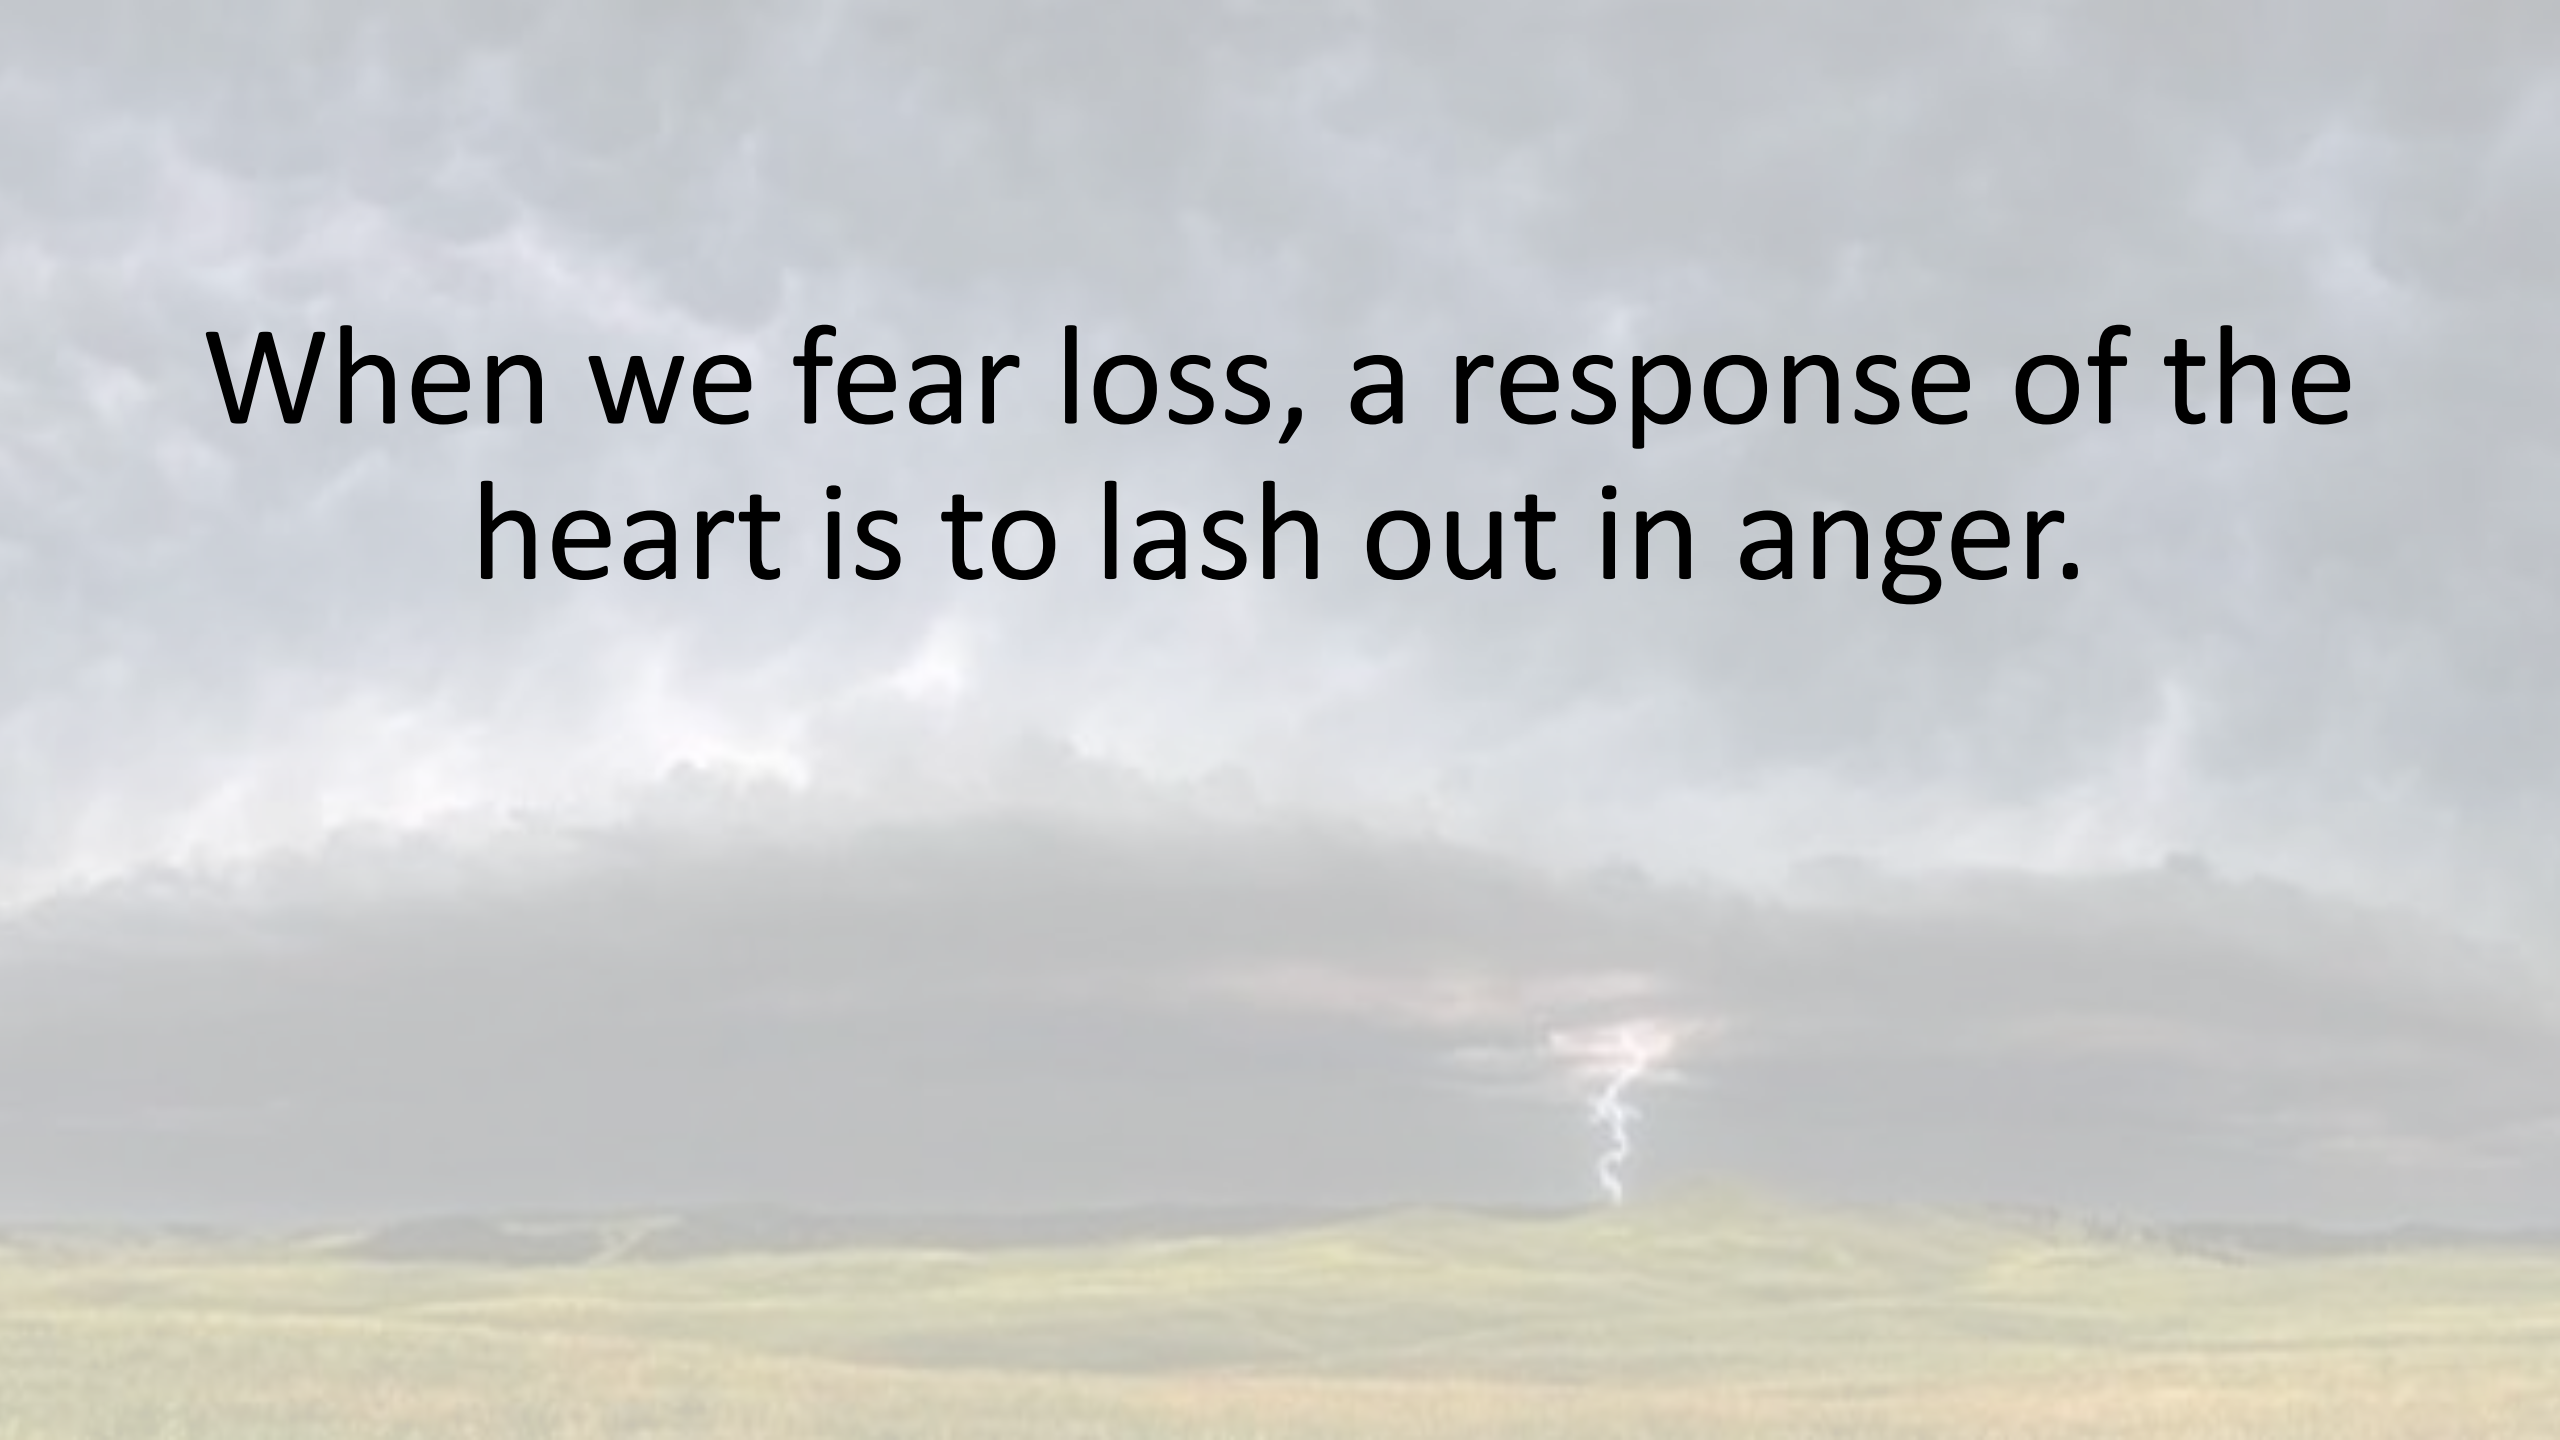 When we fear loss, a response of the
heart is to lash out in anger.